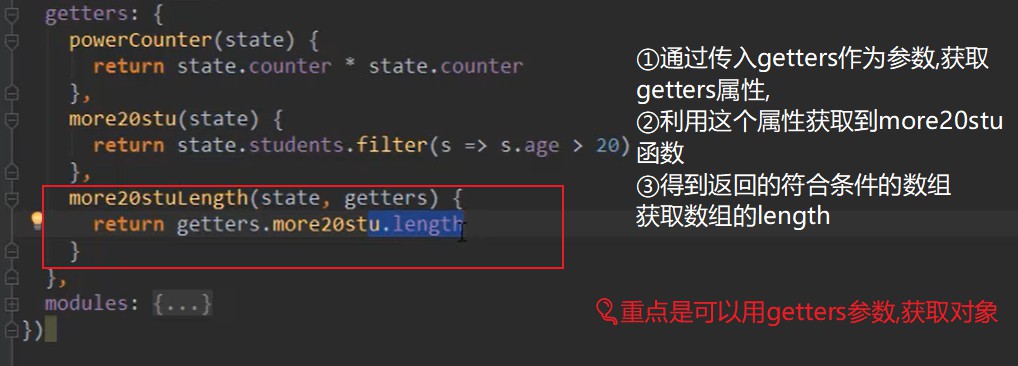 getters: {
powerCounter(state) {
return state.counter * state.counter
},
more20stu(state) {
return state.students.filter(s => s.age > 20)
},
more20stuLength(state, getters) {
return getters.more20stu.length
}
},
modules: {...}
})
①通过传入getters作为参数,获取
getters属性,
②利用这个属性获取到more20stu
函数
③得到返回的符合条件的数组
获取数组的length
重点是可以用getters参数,获取对象